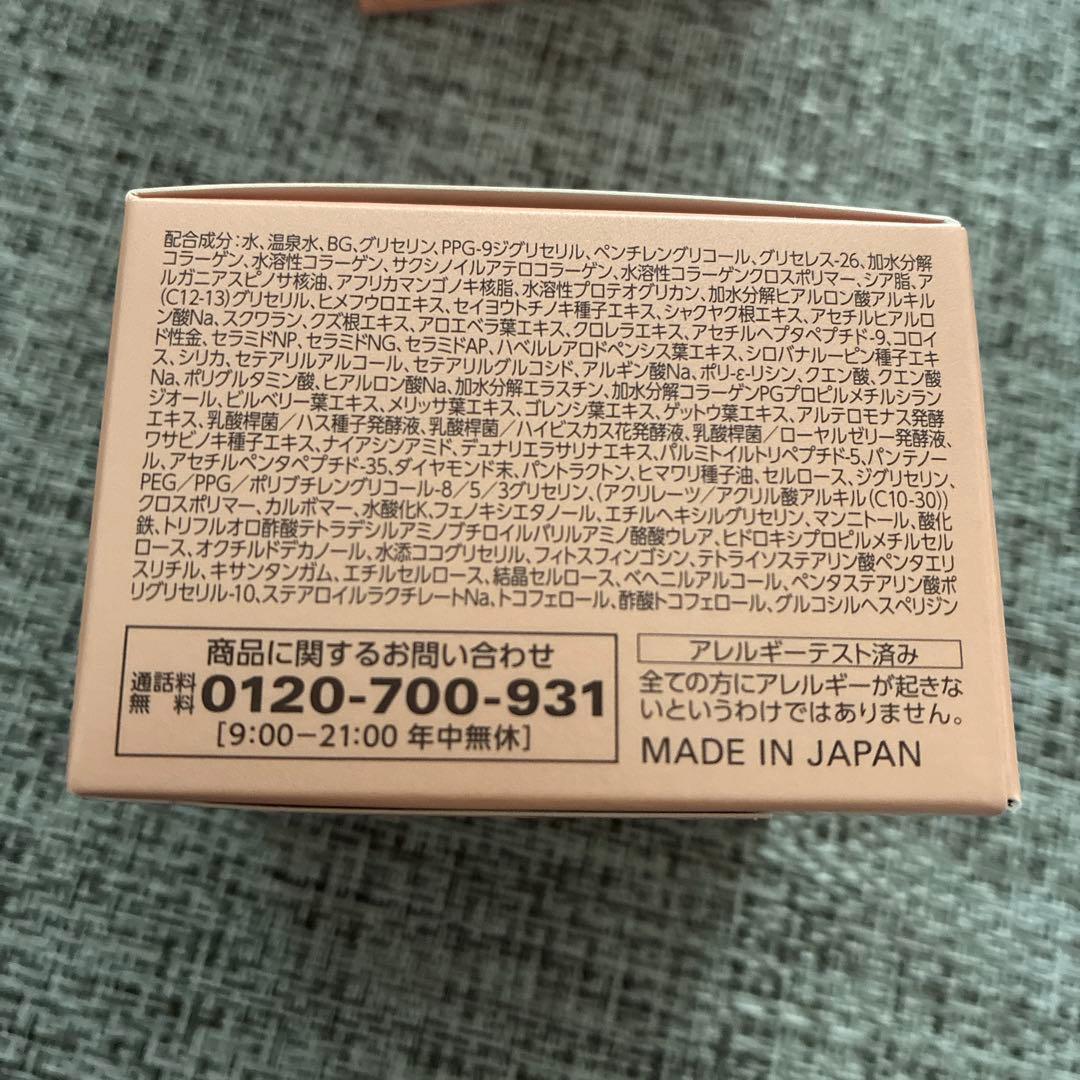 配合成分:水、温泉水、BG、グリセリン、PPG-9ジグリセリル、ペンチレングリコール、グリセレス-26、加水分解
コラーゲン、水溶性コラーゲン、サクシノイルアテロコラーゲン、水溶性コラーゲンクロスポリマー、シア脂、ア
ルガニアスピノサ核油、アフリカマンゴノキ核脂、水溶性プロテオグリカン、加水分解ヒアルロン酸アルキル
(C12-13)グリセリル、ヒメフウロエキス、セイヨウトチノキ種子エキス、シャクヤク根エキス、アセチルヒアルロ
ン酸Na、スクワラン、クズ根エキス、アロエベラ葉エキス、クロレラエキス、アセチルヘプタペプチド-9、コロイ
ド性金、セラミドNP、セラミドNG、セラミドAP、ハベルレアロドペンシス葉エキス、シロバナルーピン種子エキ
ス、シリカ、セテアリルアルコール、セテアリルグルコシド、アルギン酸Na、ポリ-ε-リシン、クエン酸、クエン酸
Na、ポリグルタミン酸、ヒアルロン酸Na、加水分解エラスチン、加水分解コラーゲンPGプロピルメチルシラン
ジオール、ビルベリー葉エキス、メリッサ葉エキス、ゴレンシ葉エキス、ゲットウ葉エキス、アルテロモナス発酵
エキス、乳酸桿菌/ハス種子発酵液、乳酸桿菌/ハイビスカス花発酵液、乳酸桿菌/ローヤルゼリー発酵液、
ワサビノキ種子エキス、ナイアシンアミド、デュナリエラサリナエキス、パルミトイルトリペプチド-5、パンテノー
ル、アセチルペンタペプチド-35、ダイヤモンド末、パントラクトン、ヒマワリ種子油、セルロース、ジグリセリン、
PEG/PPG/ポリブチレングリコール-8/5/3グリセリン、(アクリレーツ/アクリル酸アルキル(C10-30))
クロスポリマー、カルボマー、水酸化K、フェノキシエタノール、エチルヘキシルグリセリン、マンニトール、酸化
鉄、トリフルオロ酢酸テトラデシルアミノブチロイルバリルアミノ酪酸ウレア、ヒドロキシプロピルメチルセル
ロース、オクチルドデカノール、水添ココグリセリル、フィトスフィンゴシン、テトライソステアリン酸ペンタエリ
スリチル、キサンタンガム、エチルセルロース、結晶セルロース、ベヘニルアルコール、ペンタステアリン酸ポ
リグリセリル-10、ステアロイルラクチレートNa、トコフェロール、酢酸トコフェロール、グルコシルヘスペリジン
商品に関するお問い合わせ
通話料無料 0120-700-931
[9:00-21:00 年中無休]
アレルギーテスト済み
全ての方にアレルギーが起きな
いというわけではありません。
MADE IN JAPAN